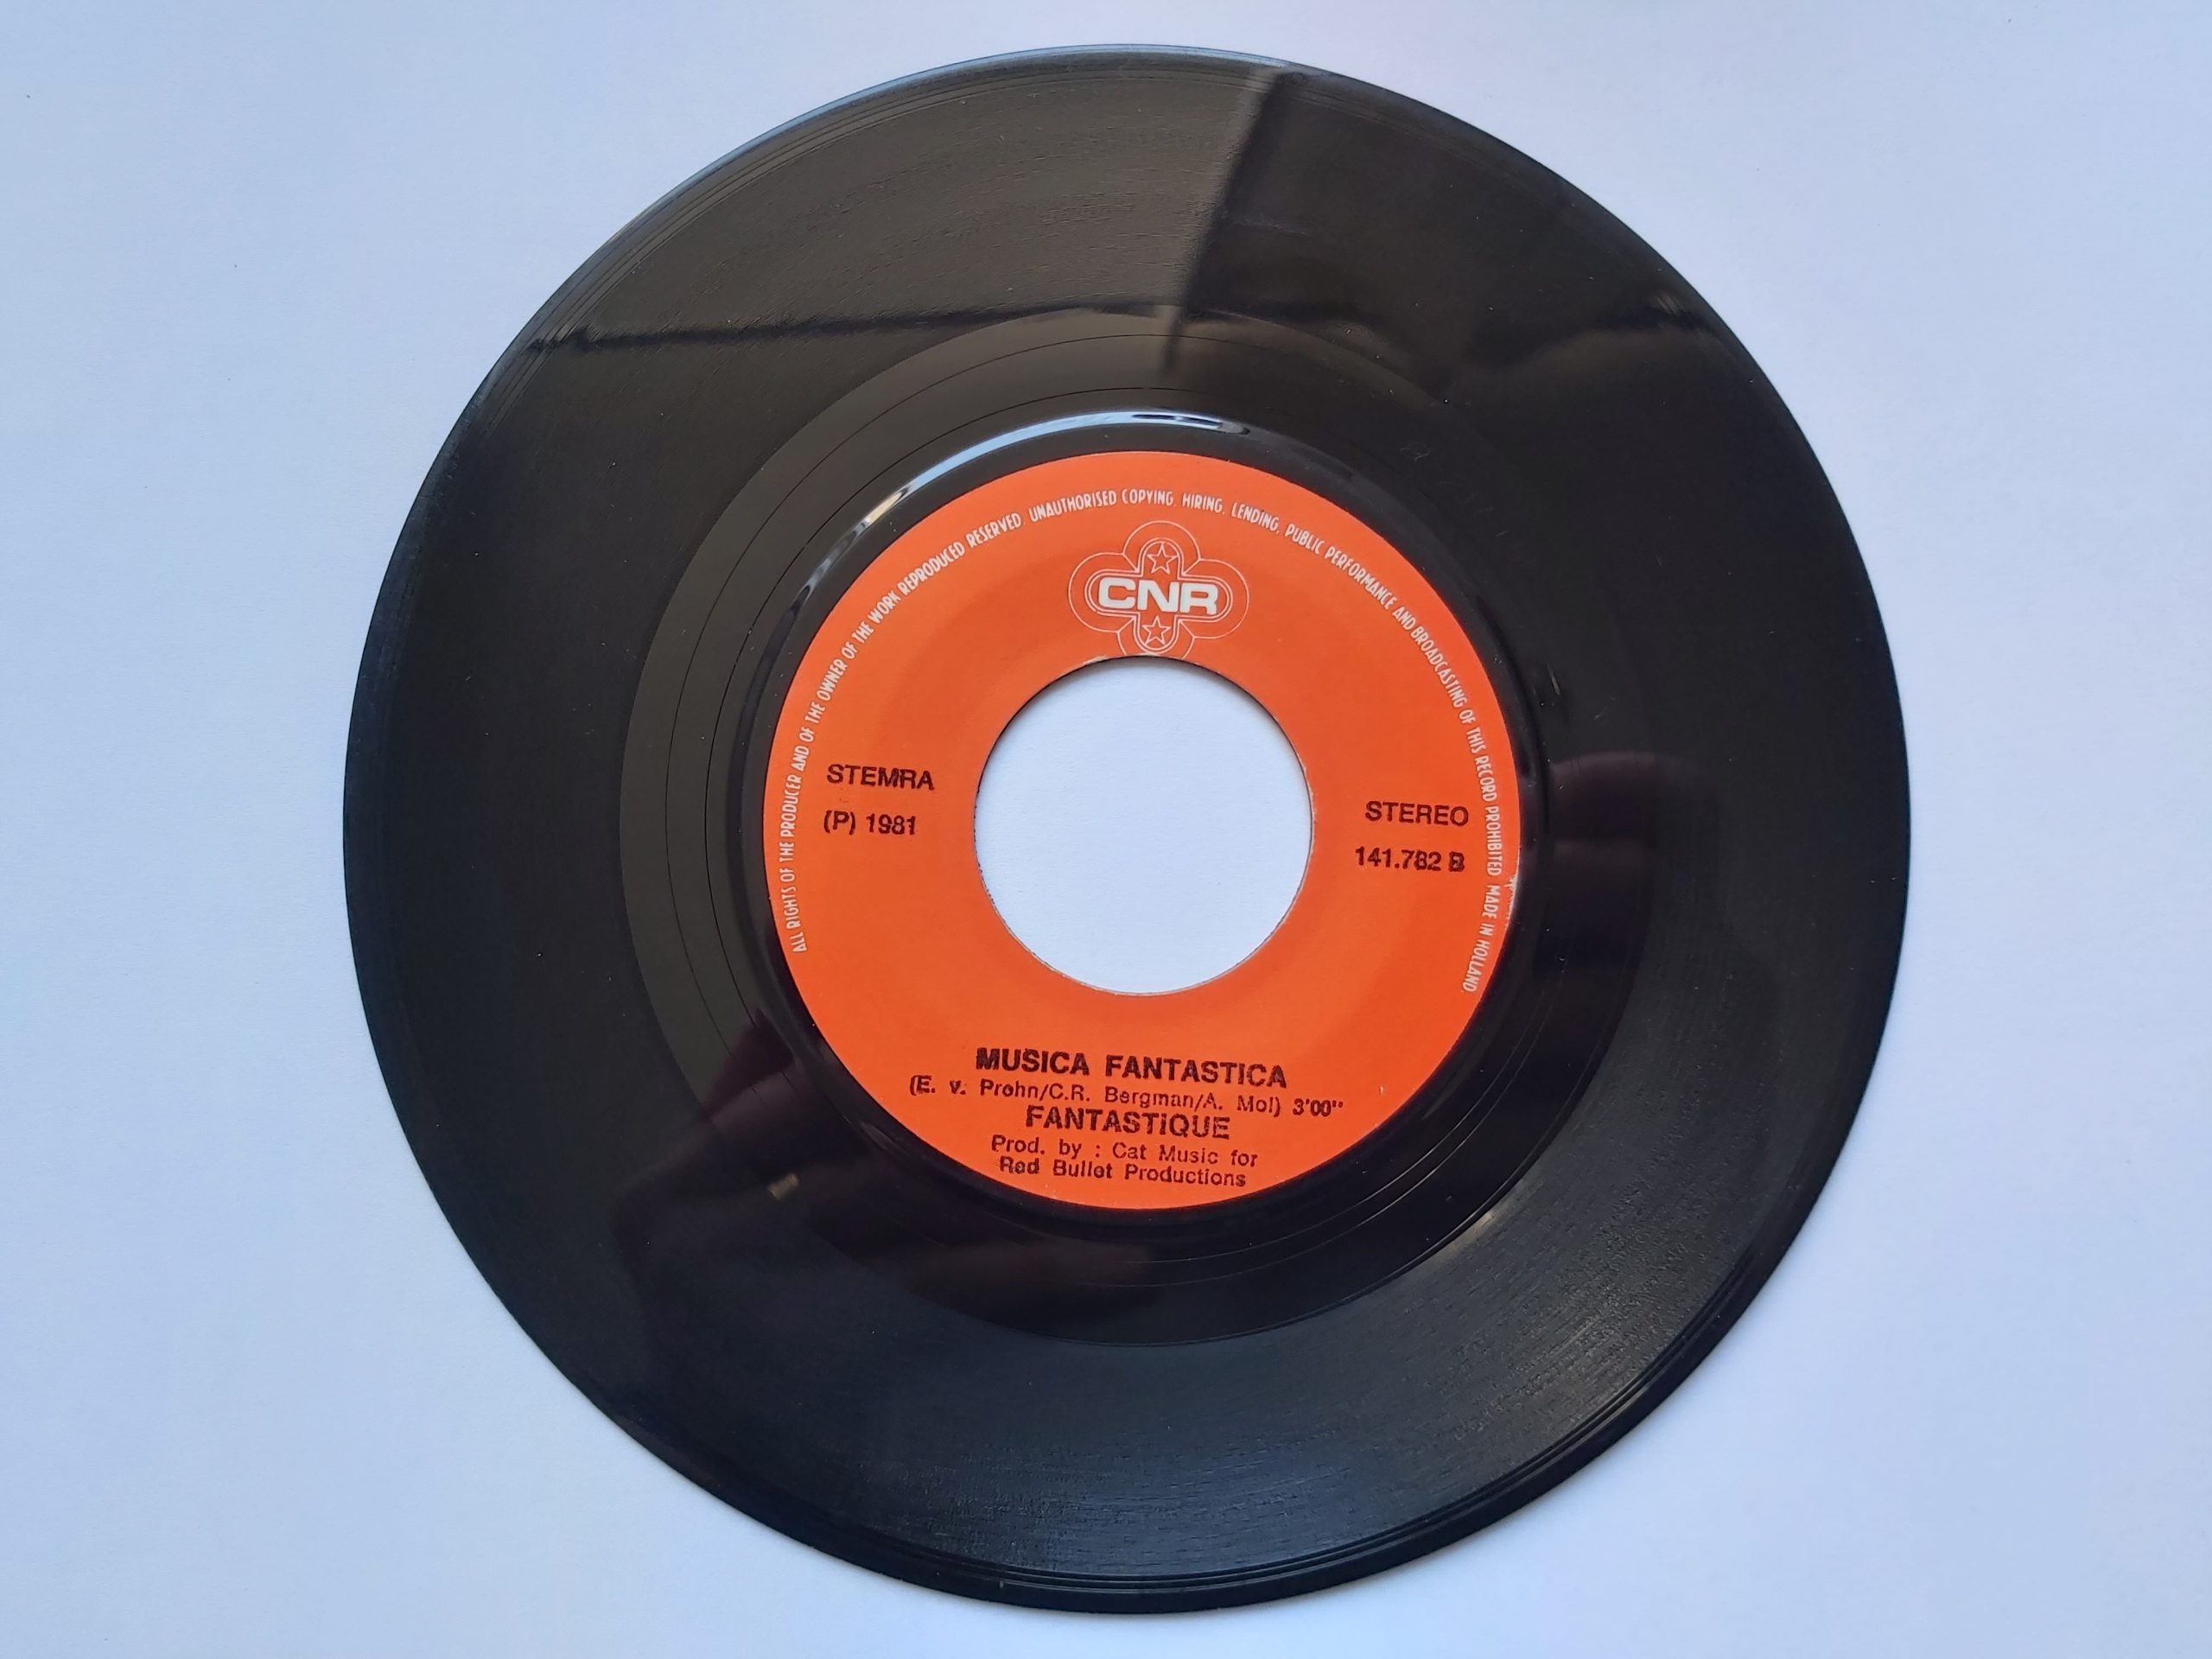 ALL RIGHTS OF THE PRODUCER AND OF THE OWNER OF THE WORK REPRODUCED RESERVED. UNAUTHORISED COPYING, HIRING, LENDING, PUBLIC PERFORMANCE AND BROADCASTING OF THIS RECORD PROHIBITED. MADE IN HOLLAND.
CNR
STEMRA
(P) 1981
STEREO
141.782 B
MUSICA FANTASTICA
(E. v. Prohn/C.R. Bergman/A. Mol) 3'00"
FANTASTIQUE
Prod. by : Cat Music for
Red Bullet Productions